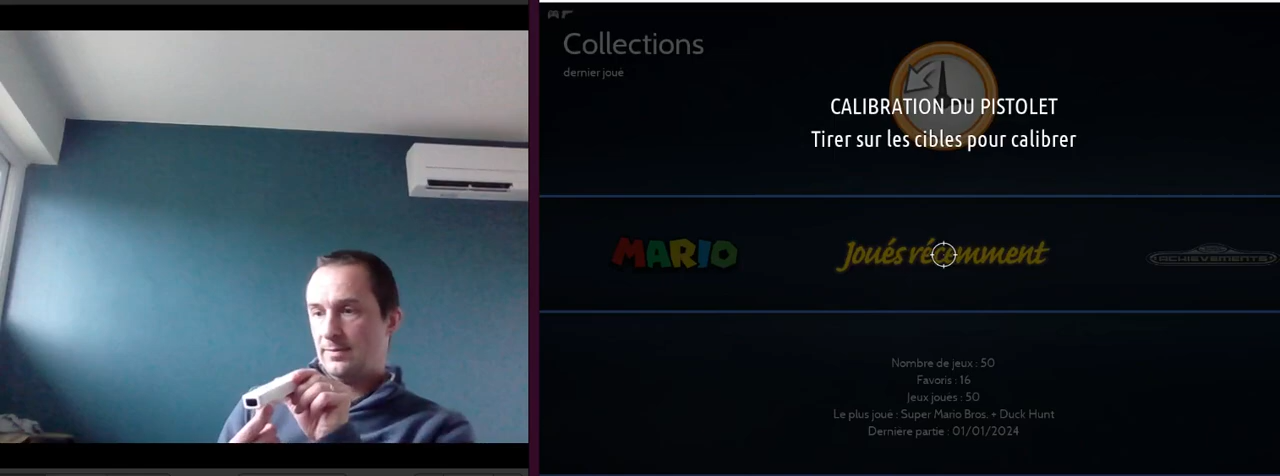 Collections
dernier joué
CALIBRATION DU PISTOLET
Tirer sur les cibles pour calibrer
MARIO
Joués récemment
ACHIEVEMENTS
Nombre de jeux : 50
Favoris : 16
Jeux joues : 50
Le plus joué : Super Mario Bros. + Duck Hunt
Dernière partie : 01/01/2024